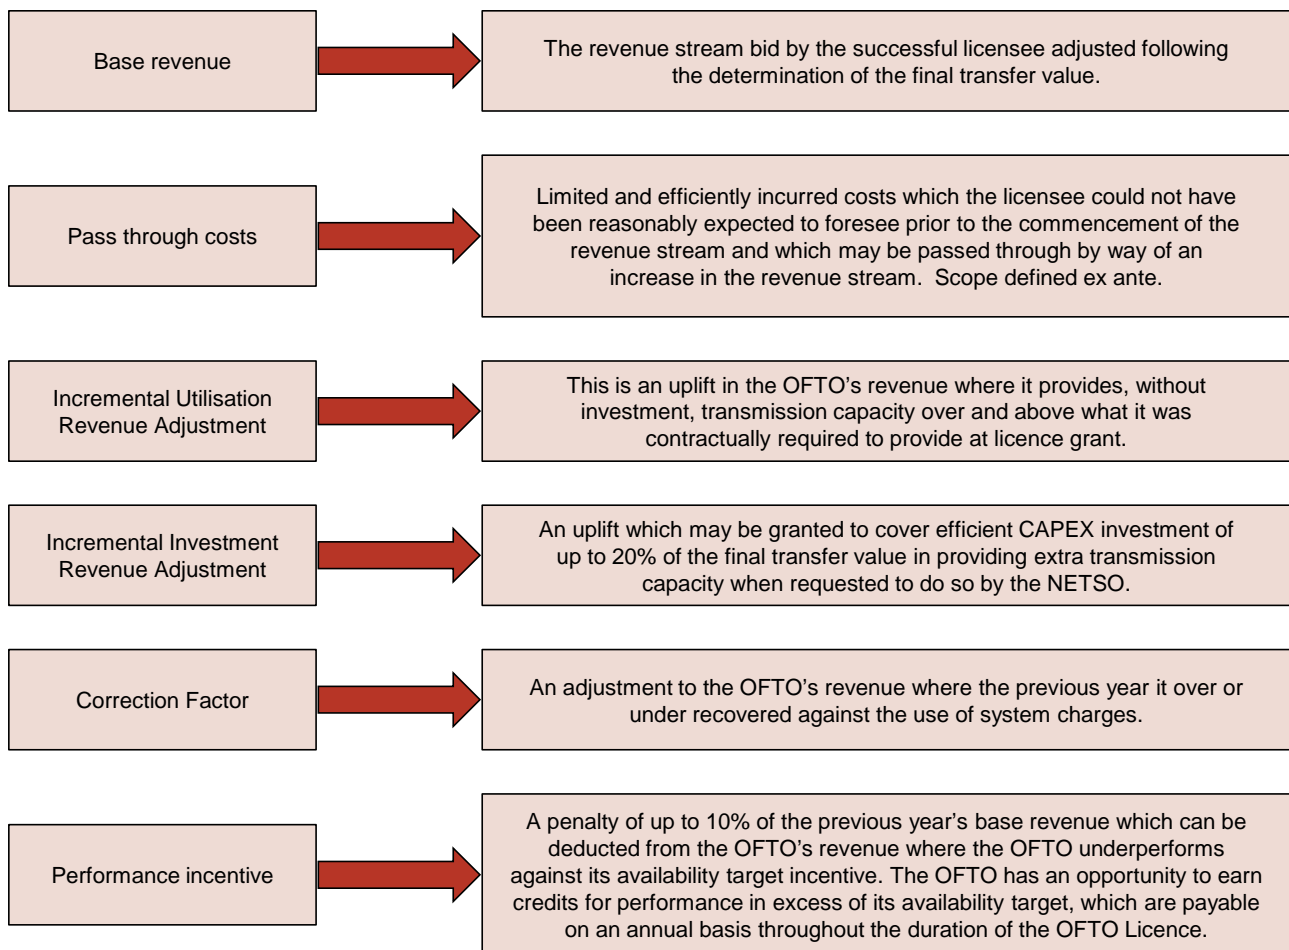 Base revenue
The revenue stream bid by the successful licensee adjusted following
the determination of the final transfer value.
Pass through costs
Limited and efficiently incurred costs which the licensee could not have
been reasonably expected to foresee prior to the commencement of the
revenue stream and which may be passed through by way of an
increase in the revenue stream.  Scope defined ex ante.
Incremental Utilisation
Revenue Adjustment
This is an uplift in the OFTO’s revenue where it provides, without
investment, transmission capacity over and above what it was
contractually required to provide at licence grant.
Incremental Investment
Revenue Adjustment
An uplift which may be granted to cover efficient CAPEX investment of
up to 20% of the final transfer value in providing extra transmission
capacity when requested to do so by the NETSO.
Correction Factor
An adjustment to the OFTO’s revenue where the previous year it over or
under recovered against the use of system charges.
Performance incentive
A penalty of up to 10% of the previous year’s base revenue which can be
deducted from the OFTO’s revenue where the OFTO underperforms
against its availability target incentive. The OFTO has an opportunity to earn
credits for performance in excess of its availability target, which are payable
on an annual basis throughout the duration of the OFTO Licence.